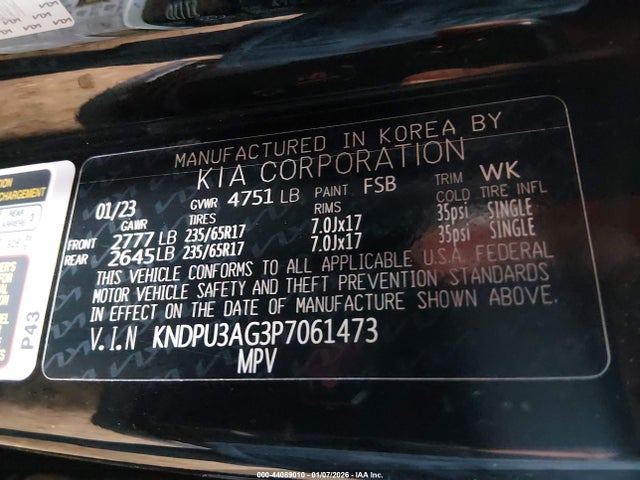 MANUFACTURED IN KOREA BY
KIA CORPORATION
01/23 GVWR 4751 LB PAINT FSB TRIM WK
GAWR TIRES RIMS COLD TIRE INFL
FRONT 2777 LB 235/65R17 7.0Jx17 35psi SINGLE
REAR 2645 LB 235/65R17 7.0Jx17 35psi SINGLE
THIS VEHICLE CONFORMS TO ALL APPLICABLE U.S.A. FEDERAL
MOTOR VEHICLE SAFETY AND THEFT PREVENTION STANDARDS
IN EFFECT ON THE DATE OF MANUFACTURE SHOWN ABOVE.
V.I.N KNDPU3AG3P7061473
MPV
P43
000-44089010 - 01/07/2026 - IAA Inc.